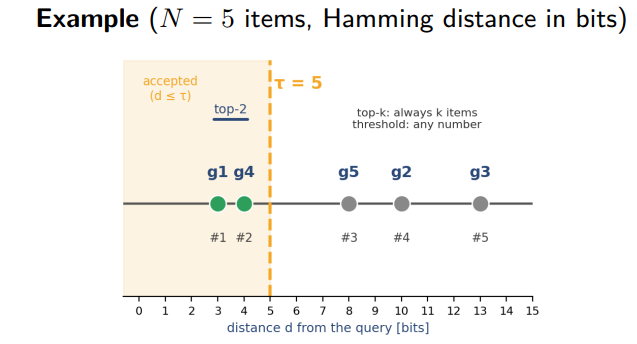 Example (N = 5 items, Hamming distance in bits)
accepted
(d ≤ τ)
τ = 5
top-2
top-k: always k items
threshold: any number
g1 g4 g5 g2 g3
#1 #2 #3 #4 #5
0 1 2 3 4 5 6 7 8 9 10 11 12 13 14 15
distance d from the query [bits]